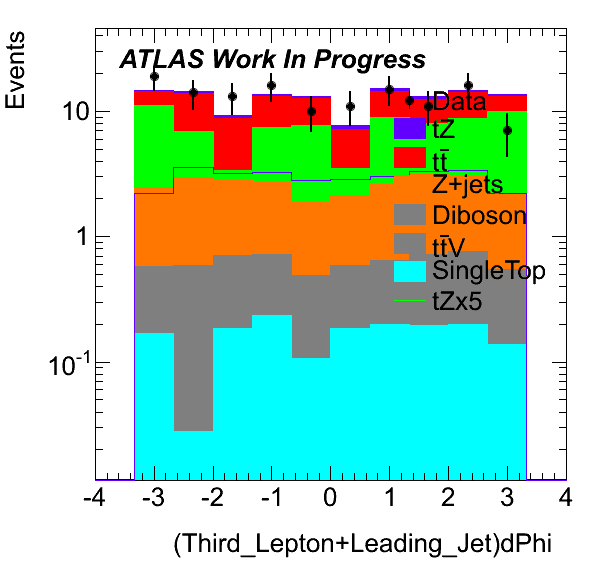 Events
ATLAS Work In Progress
10
1
10⁻¹
Data
tZ
tt̄
Z+jets
Diboson
tt̄V
SingleTop
tZx5
-4 -3 -2 -1 0 1 2 3 4
(Third_Lepton+Leading_Jet)dPhi